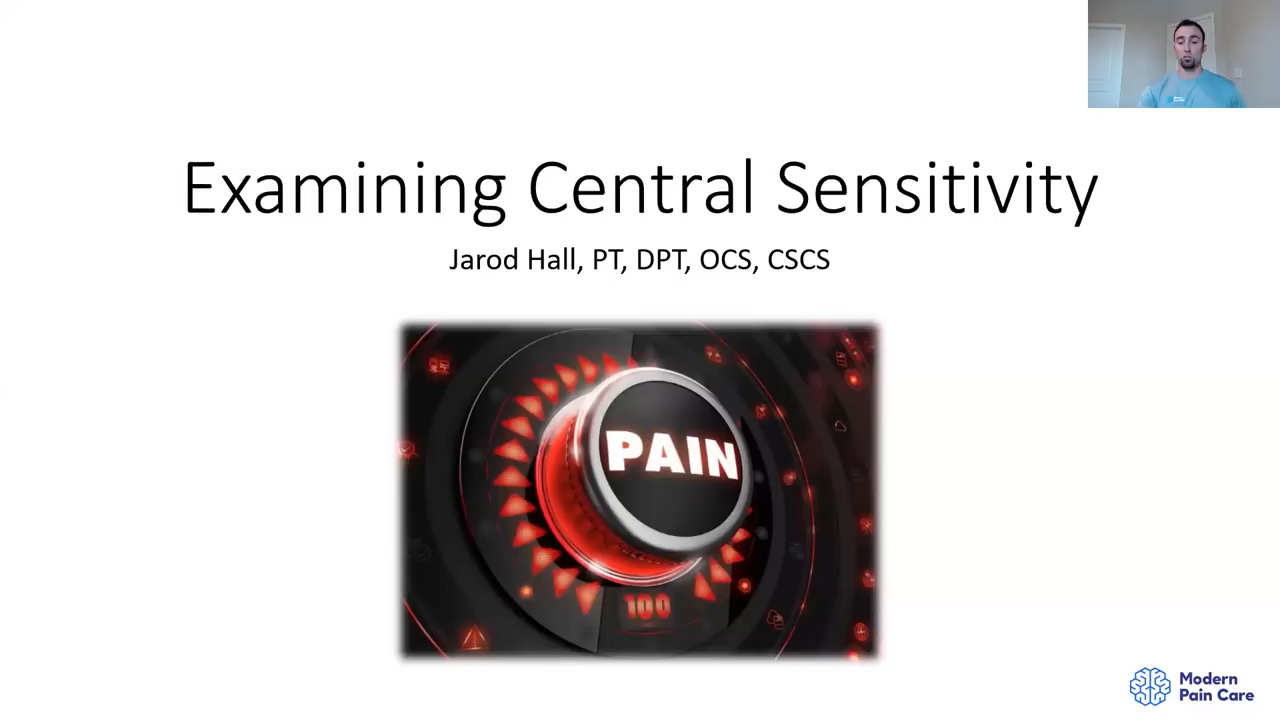 Examining Central Sensitivity
Jarod Hall, PT, DPT, OCS, CSCS
PAIN
100
Modern
Pain Care